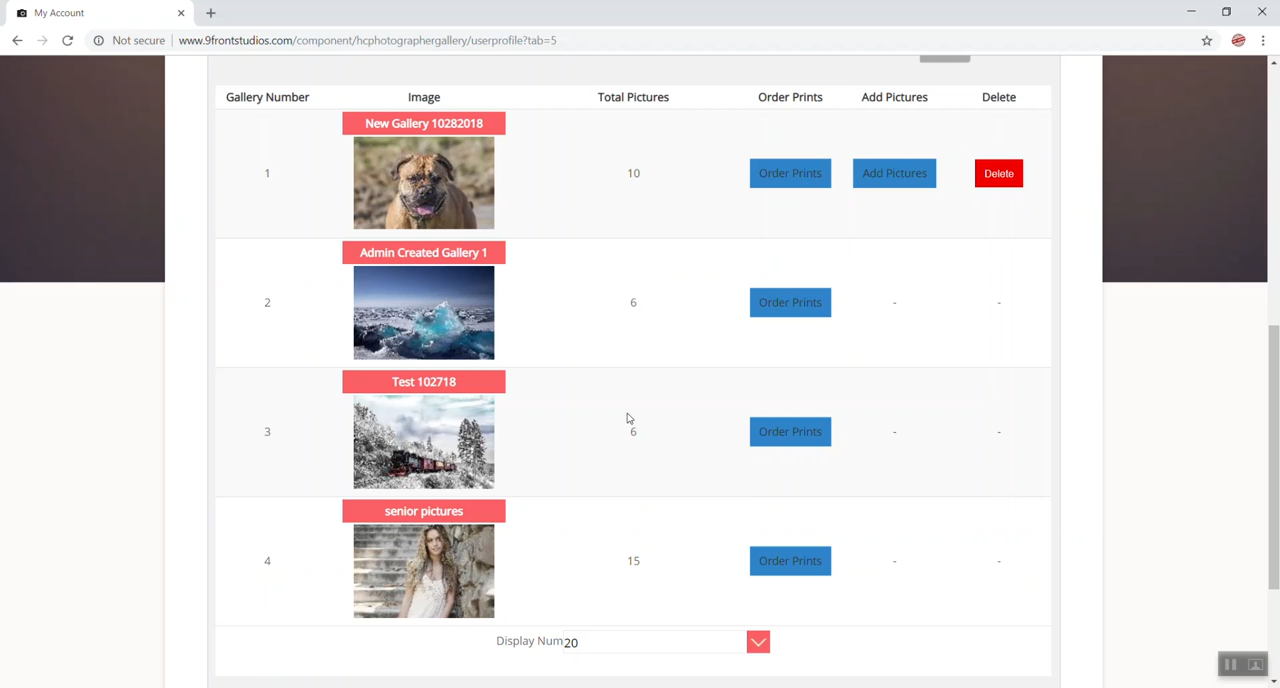 My Account
Not secure www.9frontstudios.com/component/hcphotographergallery/userprofile?tab=5
Gallery Number Image Total Pictures Order Prints Add Pictures Delete
New Gallery 10282018
1 10 Order Prints Add Pictures Delete
Admin Created Gallery 1
2 6 Order Prints - -
Test 102718
3 6 Order Prints - -
senior pictures
4 15 Order Prints - -
Display Num 20